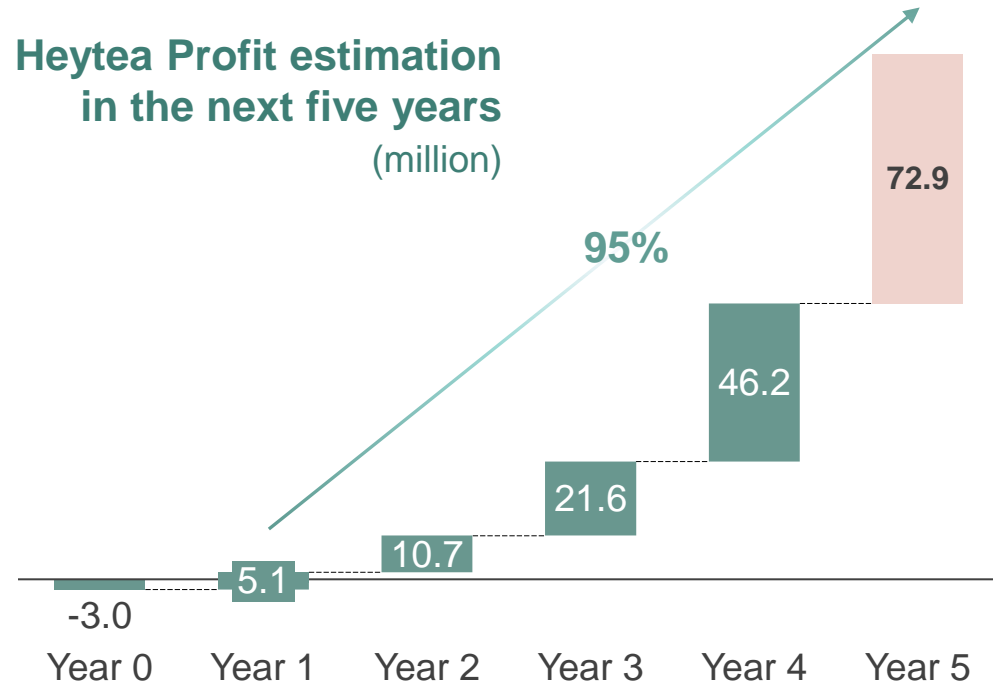 Heytea Profit estimation
in the next five years
(million)
95%
72.9
46.2
21.6
10.7
5.1
-3.0
Year 0 Year 1 Year 2 Year 3 Year 4 Year 5